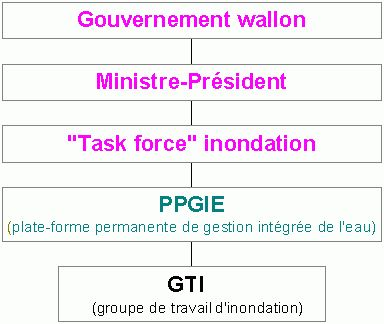 Gouvernement wallon
Ministre-Président
"Task force" inondation
PPGIE
(plate-forme permanente de gestion intégrée de l'eau)
GTI
(groupe de travail d'inondation)